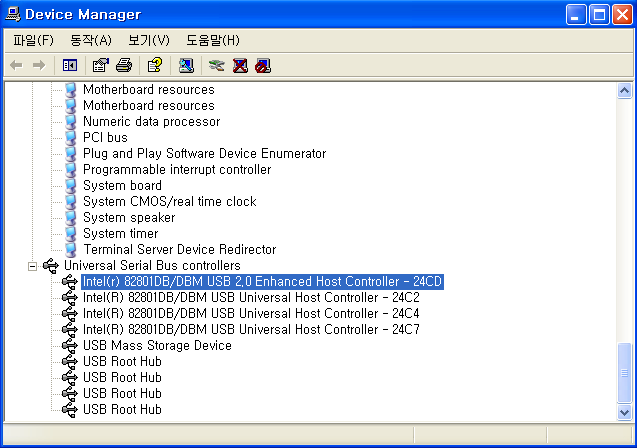 Device Manager
파일(F) 동작(A) 보기(V) 도움말(H)
Motherboard resources
Motherboard resources
Numeric data processor
PCI bus
Plug and Play Software Device Enumerator
Programmable interrupt controller
System board
System CMOS/real time clock
System speaker
System timer
Terminal Server Device Redirector
Universal Serial Bus controllers
Intel(r) 82801DB/DBM USB 2.0 Enhanced Host Controller - 24CD
Intel(R) 82801DB/DBM USB Universal Host Controller - 24C2
Intel(R) 82801DB/DBM USB Universal Host Controller - 24C4
Intel(R) 82801DB/DBM USB Universal Host Controller - 24C7
USB Mass Storage Device
USB Root Hub
USB Root Hub
USB Root Hub
USB Root Hub